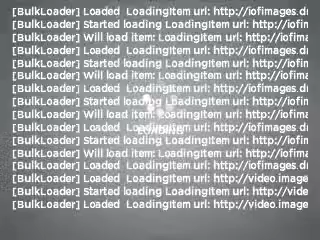 [BulkLoader] Loaded LoadingItem url: http://iofimages.d
[BulkLoader] Started loading LoadingItem url: http://iofi
[BulkLoader] Will load item: LoadingItem url: http://iofima
[BulkLoader] Loaded LoadingItem url: http://iofimages.d
[BulkLoader] Started loading LoadingItem url: http://iofi
[BulkLoader] Will load item: LoadingItem url: http://iofima
[BulkLoader] Loaded LoadingItem url: http://iofimages.d
[BulkLoader] Started loading LoadingItem url: http://iofi
[BulkLoader] Will load item: LoadingItem url: http://iofima
[BulkLoader] Loaded LoadingItem url: http://iofimages.d
LOADING
[BulkLoader] Started loading LoadingItem url: http://iofi
[BulkLoader] Will load item: LoadingItem url: http://iofima
[BulkLoader] Loaded LoadingItem url: http://iofimages.d
[BulkLoader] Loaded LoadingItem url: http://video.image
[BulkLoader] Started loading LoadingItem url: http://vide
[BulkLoader] Loaded LoadingItem url: http://video.image